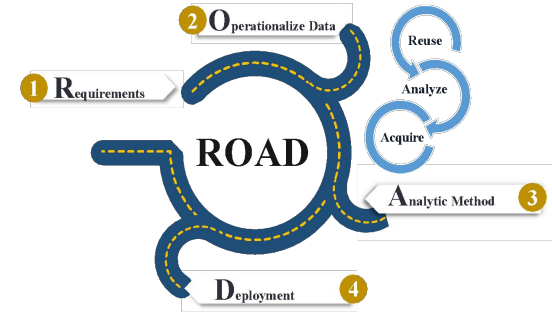 2 Operationalize Data
1 Requirements
Reuse
Analyze
Acquire
ROAD
Analytic Method 3
Deployment 4